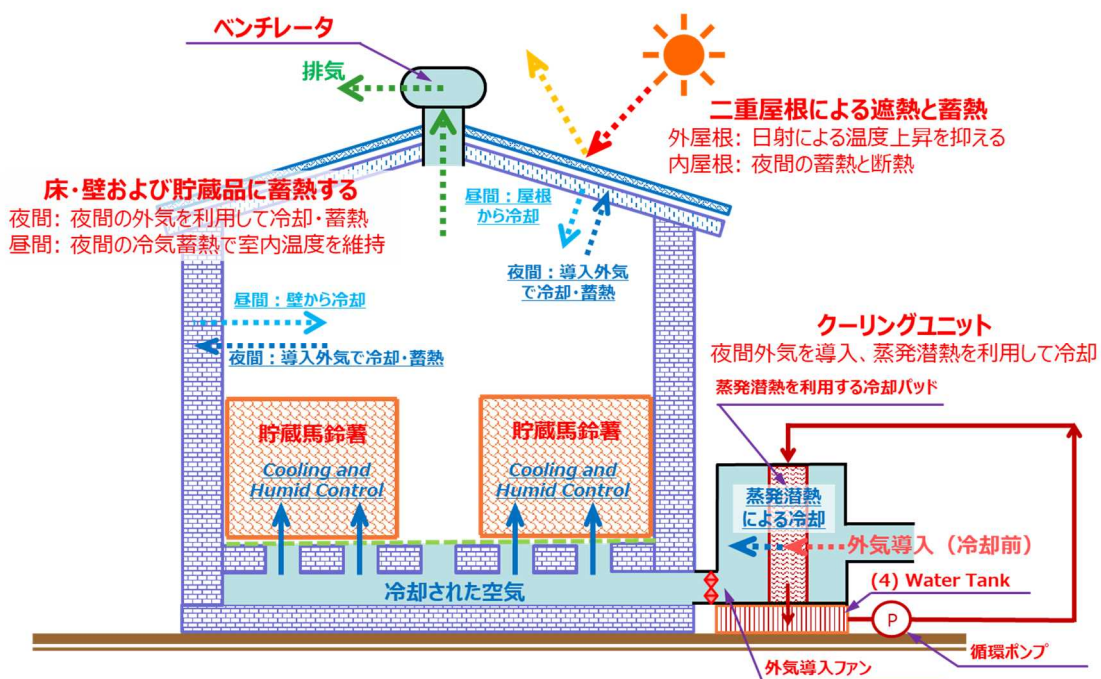 ベンチレータ
排気
二重屋根による遮熱と蓄熱
外屋根: 日射による温度上昇を抑える
内屋根: 夜間の蓄熱と断熱
床・壁および貯蔵品に蓄熱する
夜間: 夜間の外気を利用して冷却・蓄熱
昼間: 夜間の冷気蓄熱で室内温度を維持
昼間：屋根
から冷却
夜間：導入外気
で冷却・蓄熱
昼間：壁から冷却
夜間：導入外気で冷却・蓄熱
クーリングユニット
夜間外気を導入、蒸発潜熱を利用して冷却
蒸発潜熱を利用する冷却パッド
貯蔵馬鈴薯
Cooling and
Humid Control
貯蔵馬鈴薯
Cooling and
Humid Control
蒸発潜熱
による冷却
外気導入（冷却前）
冷却された空気
(4) Water Tank
P
循環ポンプ
外気導入ファン